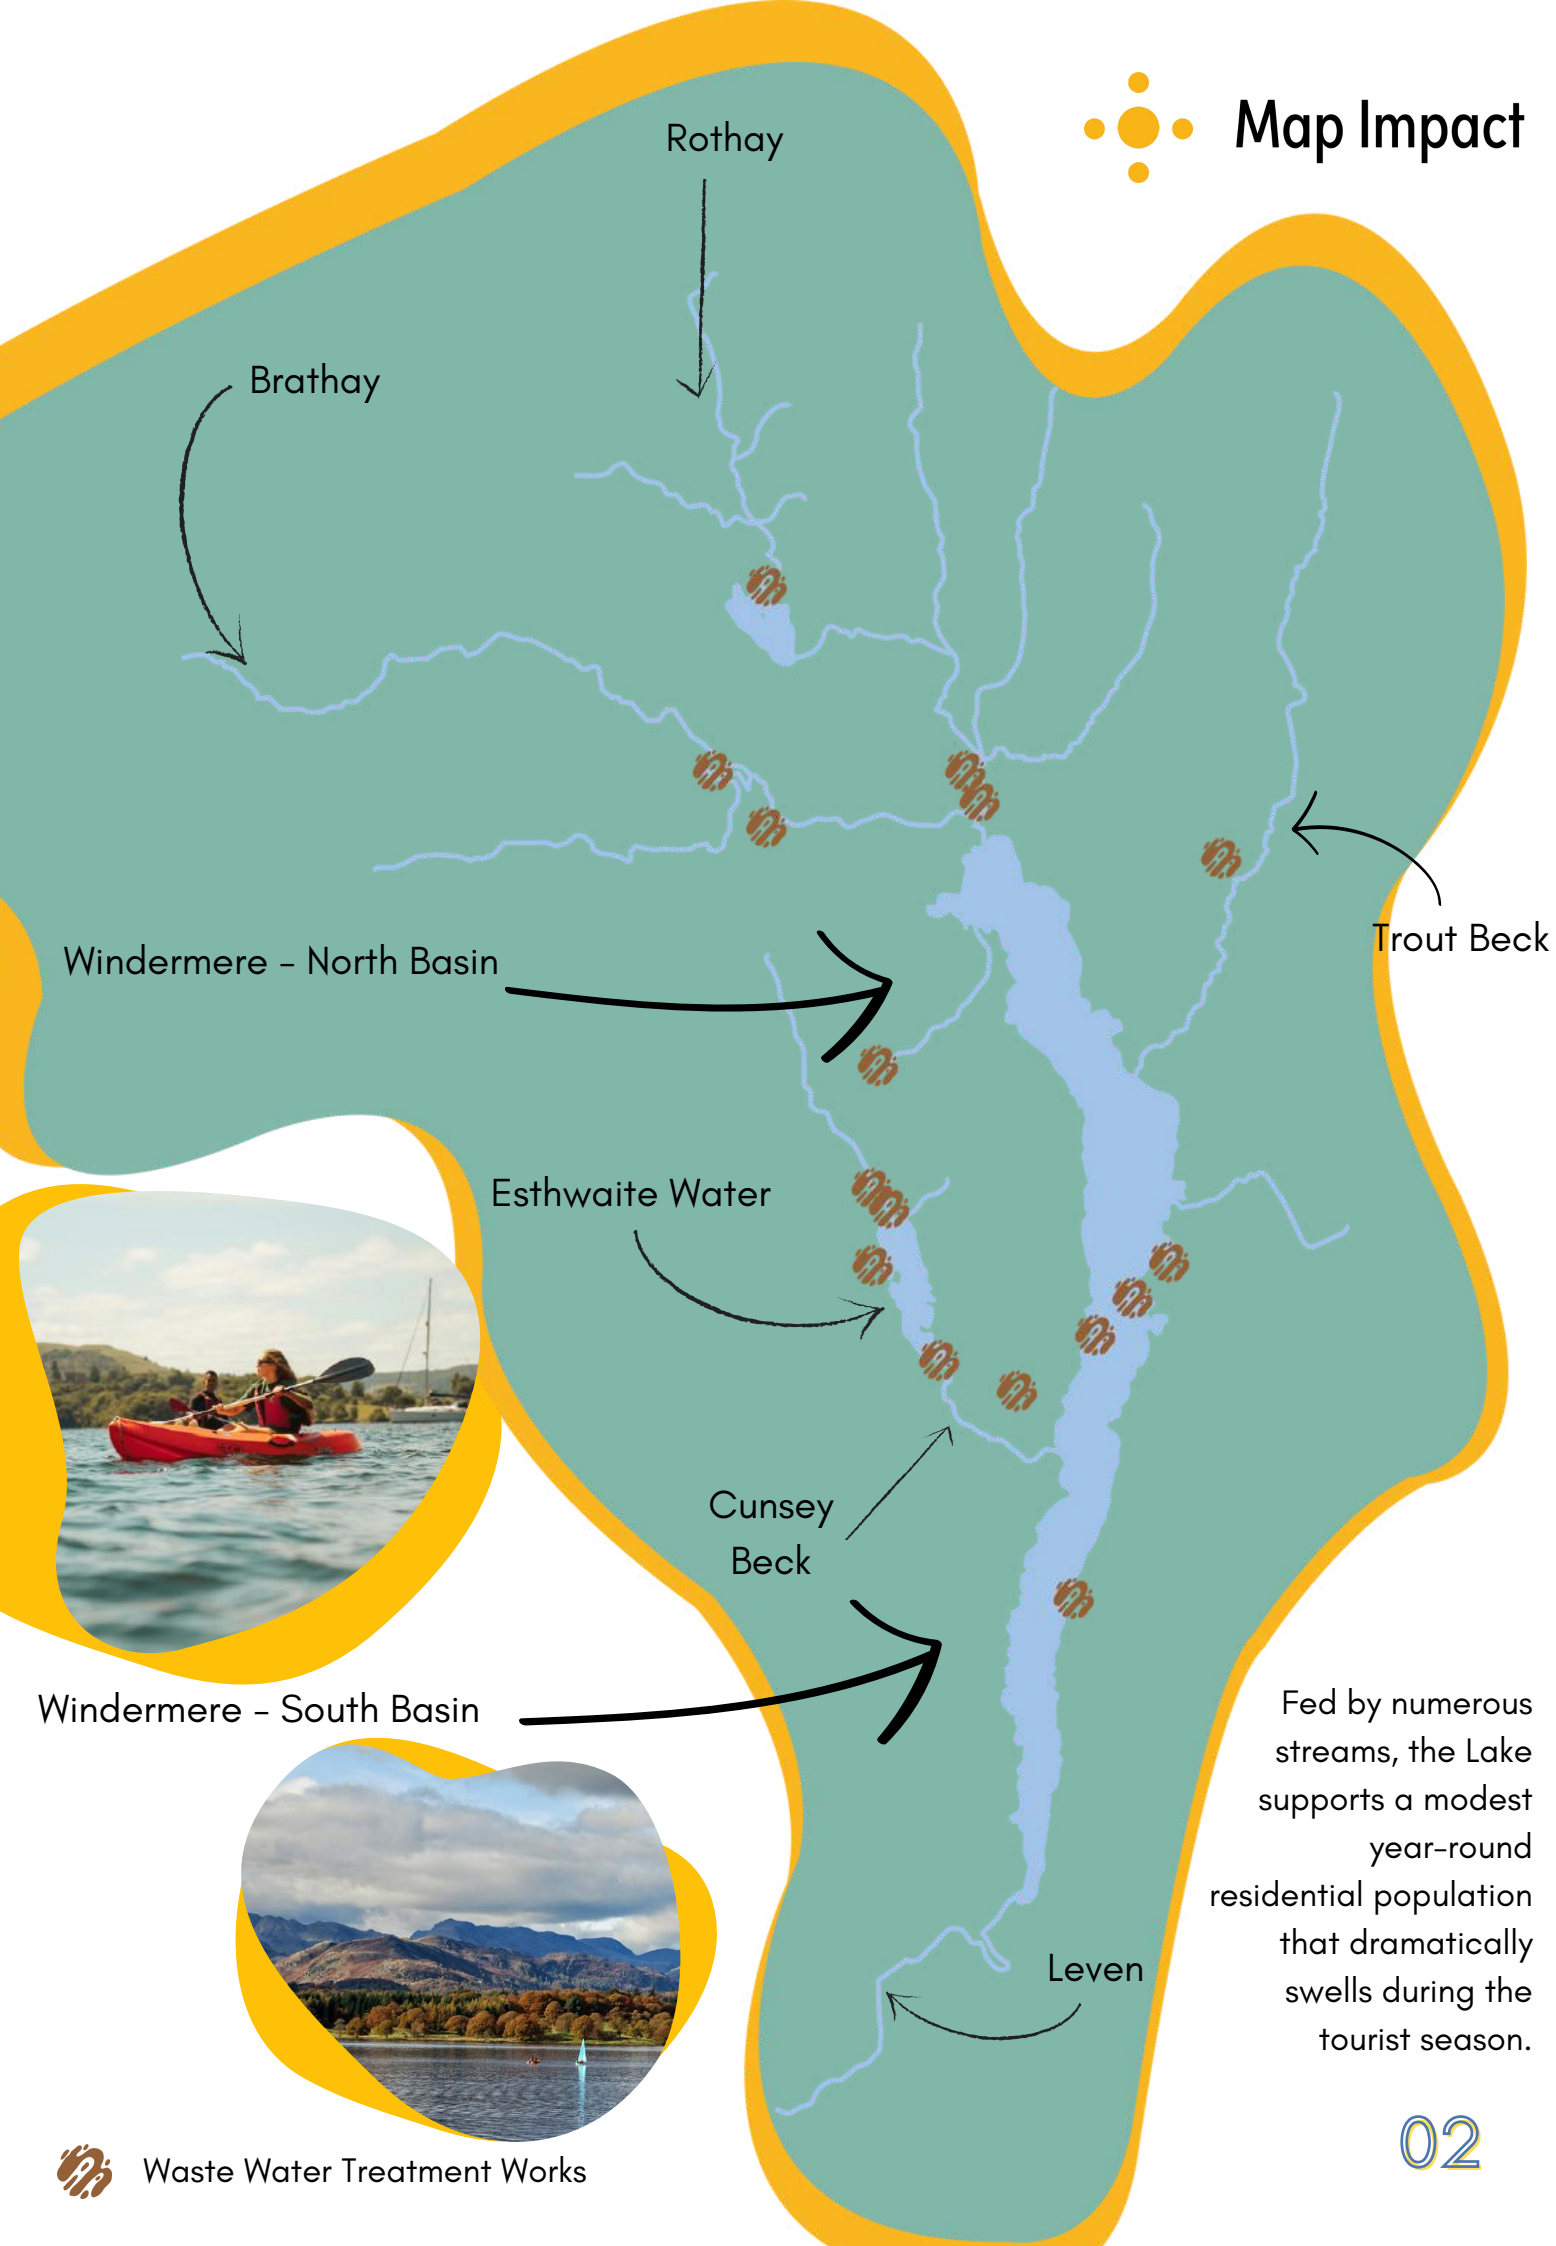 Map Impact
Rothay
Brathay
Trout Beck
Windermere - North Basin
Esthwaite Water
Cunsey
Beck
Windermere - South Basin
Fed by numerous
streams, the Lake
supports a modest
year-round
residential population
that dramatically
swells during the
tourist season.
Leven
Waste Water Treatment Works
02